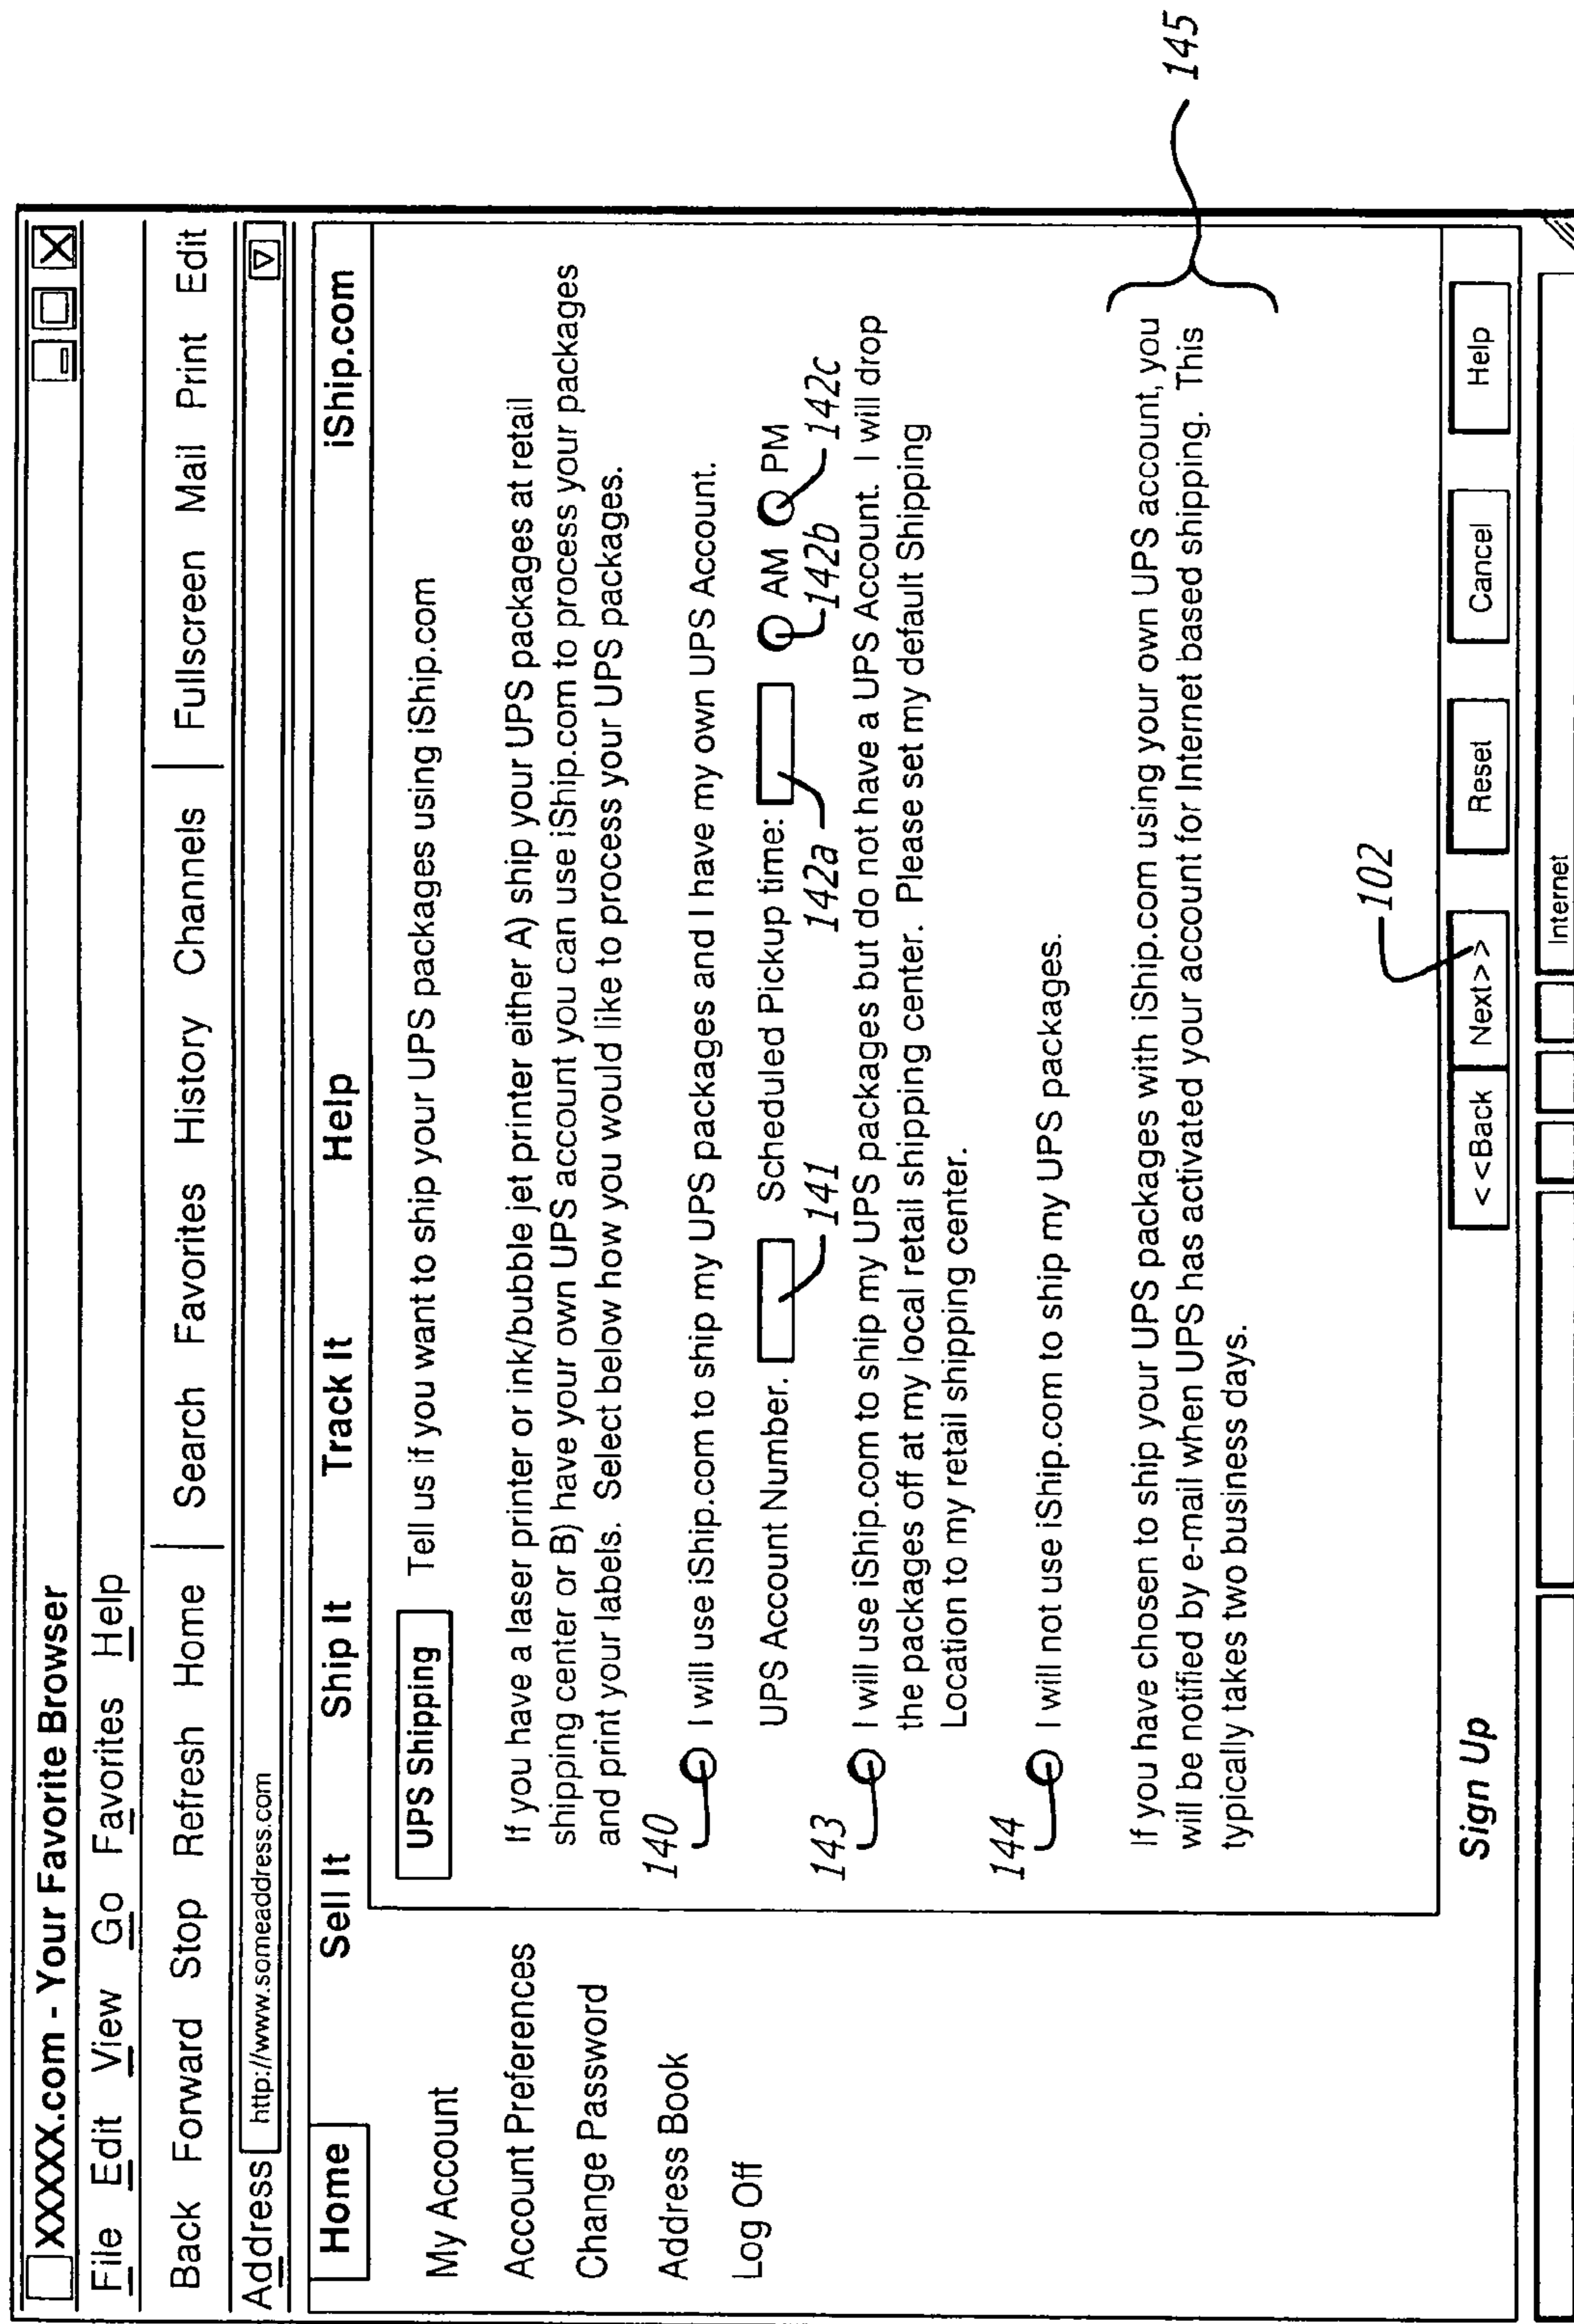 XXXXX.com - Your Favorite Browser
File Edit View Go Favorites Help
Back Forward Stop Refresh Home | Search Favorites History Channels | Fullscreen Mail Print Edit
Address http://www.someaddress.com
Home Sell It Ship It Track It Help iShip.com
My Account
Account Preferences
Change Password
Address Book
Log Off
UPS Shipping Tell us if you want to ship your UPS packages using iShip.com
If you have a laser printer or ink/bubble jet printer either A) ship your UPS packages at retail
shipping center or B) have your own UPS account you can use iShip.com to process your packages
and print your labels. Select below how you would like to process your UPS packages.
140
I will use iShip.com to ship my UPS packages and I have my own UPS Account.
UPS Account Number. Scheduled Pickup time: AM PM
141 142a 142b 142c
143
I will use iShip.com to ship my UPS packages but do not have a UPS Account. I will drop
the packages off at my local retail shipping center. Please set my default Shipping
Location to my retail shipping center.
144
I will not use iShip.com to ship my UPS packages.
If you have chosen to ship your UPS packages with iShip.com using your own UPS account, you
will be notified by e-mail when UPS has activated your account for Internet based shipping. This
typically takes two business days.
145
102
Sign Up <<Back Next>> Reset Cancel Help
Internet